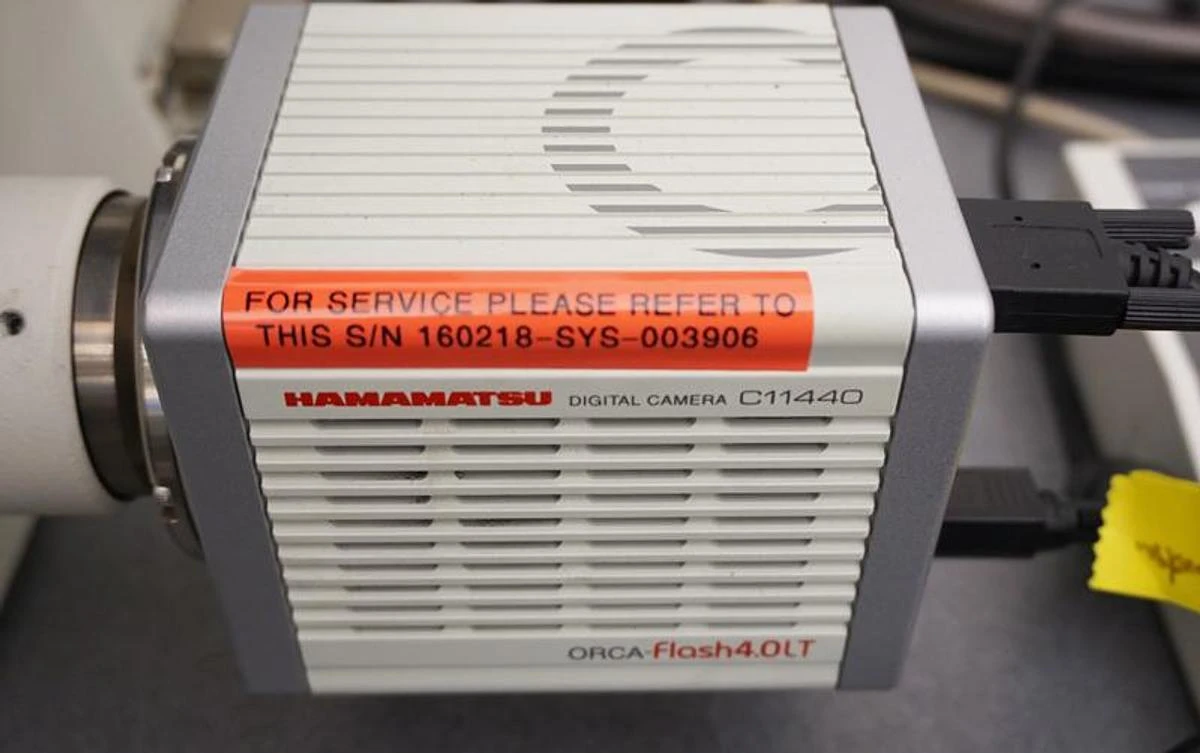 FOR SERVICE PLEASE REFER TO
THIS S/N 160218-SYS-003906
HAMAMATSU DIGITAL CAMERA C11440
ORCA-Flash4.0LT